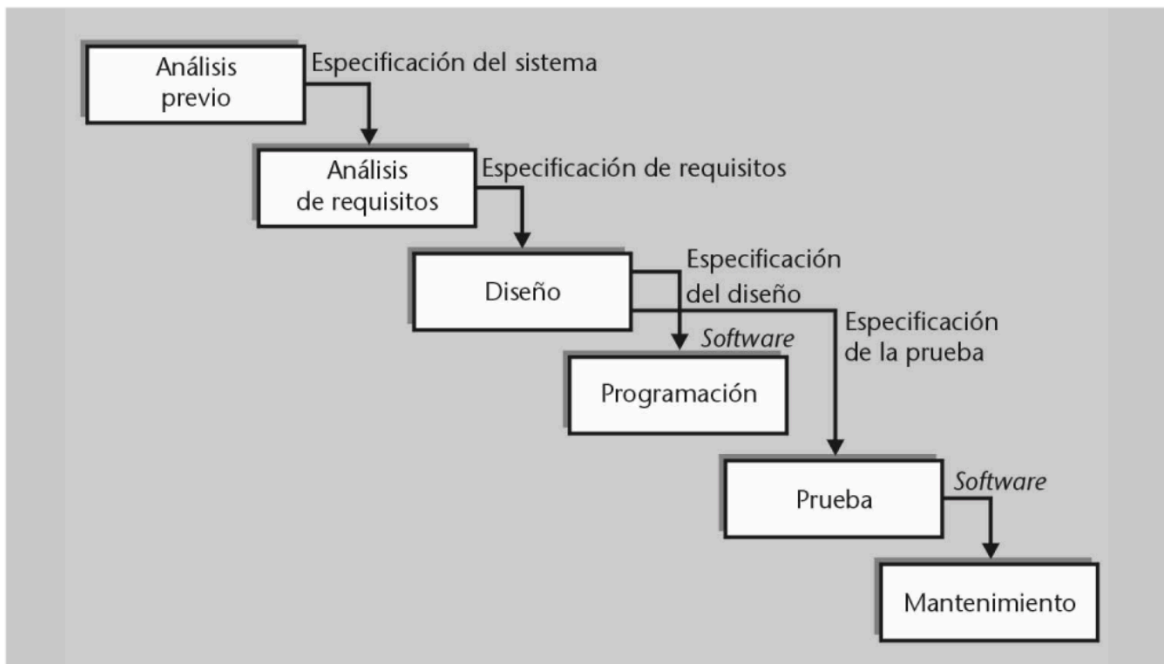 Análisis
previo
Especificación del sistema
Análisis
de requisitos
Especificación de requisitos
Diseño
Especificación
del diseño
Especificación
de la prueba
Software
Programación
Prueba
Software
Mantenimiento